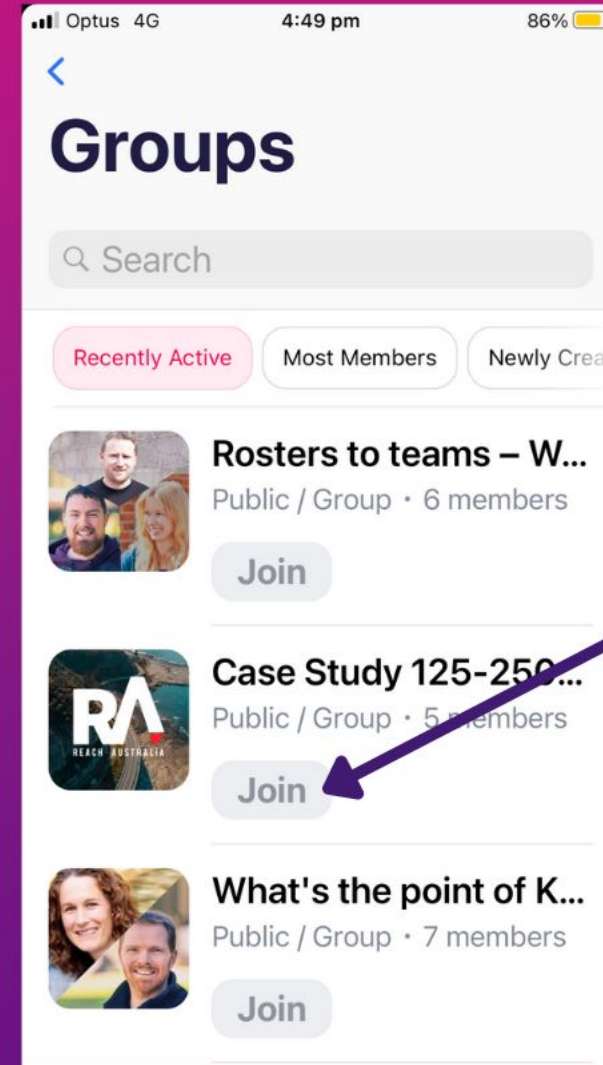 Optus 4G 4:49 pm 86%
Groups
Search
Recently Active Most Members Newly Crea
Rosters to teams – W...
Public / Group • 6 members
Join
Case Study 125-250...
Public / Group • 5 members
RA
REACH AUSTRALIA
Join
What's the point of K...
Public / Group • 7 members
Join